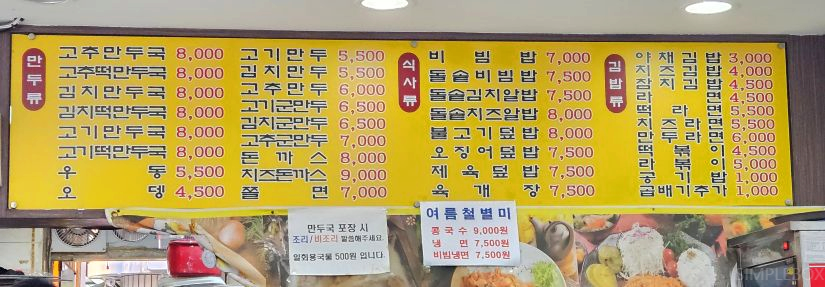 만두류
고추만두국 8,000
고추떡만두국 8,000
김치만두국 8,000
김치떡만두국 8,000
고기만두국 8,000
고기떡만두국 8,000
우동 5,500
오뎅 4,500
고기만두 5,500
김치만두 5,500
고추만두 6,000
고기군만두 6,500
김치군만두 6,500
고추군만두 7,000
돈까스 8,000
치즈돈까스 9,000
쫄면 7,000
식사류
비빔밥 7,000
돌솥비빔밥 7,500
돌솥김치알밥 7,500
돌솥치즈알밥 8,000
불고기덮밥 8,000
오징어덮밥 7,500
제육덮밥 7,500
육개장 7,500
김밥류
야채김밥 3,000
치즈김밥 4,000
참치김밥 4,500
라면 4,500
떡라면 5,500
치즈라면 5,500
만두라면 6,000
떡볶이 4,500
라볶이 5,000
공기밥 1,000
곱배기추가 1,000
만두국 포장 시
조리/비조리 말씀해주세요.
일회용국물 500원 입니다.
여름철별미
콩국수 9,000원
냉면 7,500원
비빔냉면 7,500원